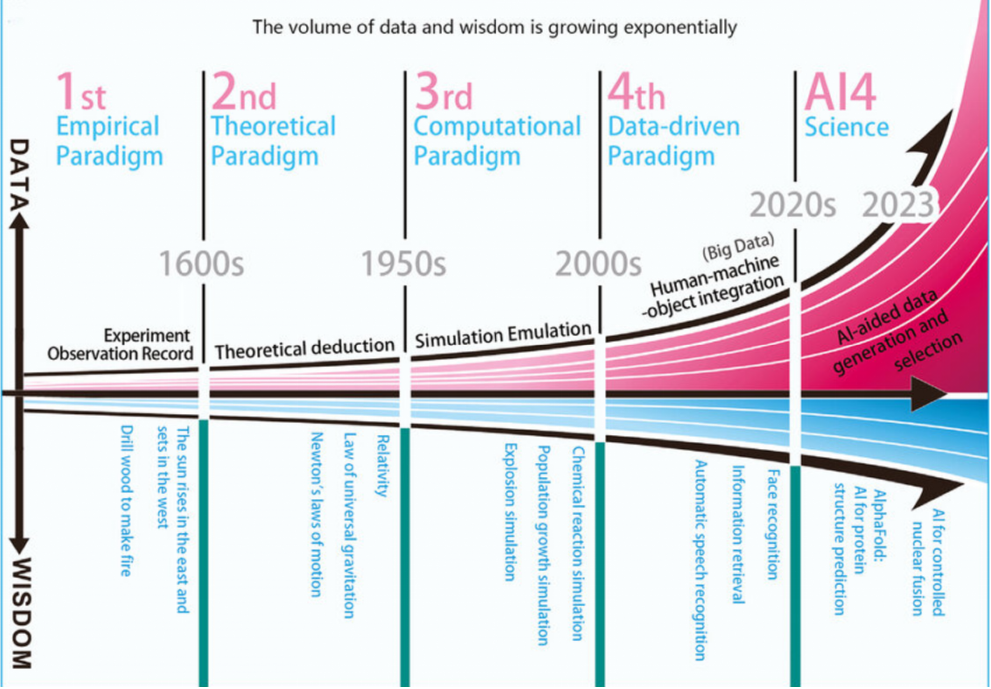 The volume of data and wisdom is growing exponentially
1st
Empirical
Paradigm
2nd
Theoretical
Paradigm
3rd
Computational
Paradigm
4th
Data-driven
Paradigm
AI4
Science
DATA
WISDOM
1600s
1950s
2000s
2020s
2023
Experiment
Observation Record
Theoretical deduction
Simulation Emulation
(Big Data)
Human-machine
-object integration
AI-aided data
generation and
selection
Drill wood to make fire
The sun rises in the east and
sets in the west
Newton's laws of motion
Law of universal gravitation
Relativity
Explosion simulation
Population growth simulation
Chemical reaction simulation
Automatic speech recognition
Information retrieval
Face recognition
AlphaFold:
AI for protein
structure prediction
AI for controlled
nuclear fusion